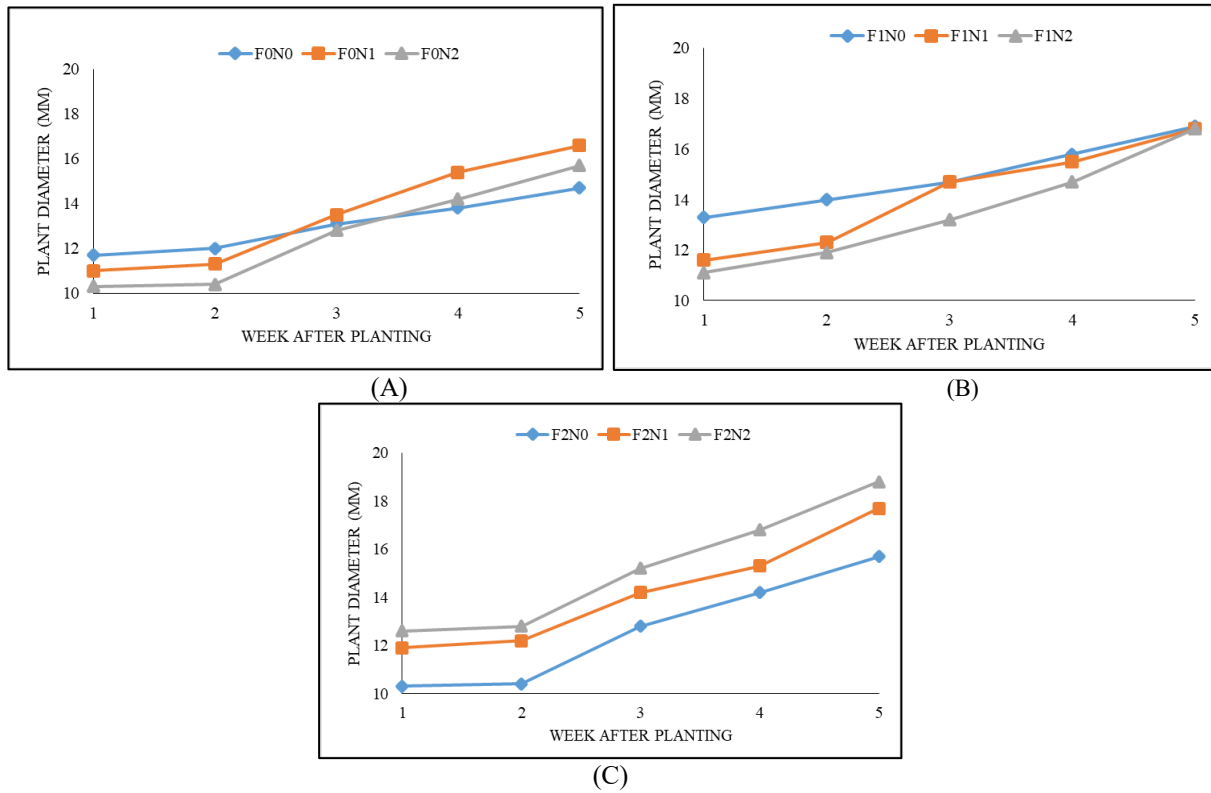 F0N0 F0N1 F0N2
20
18
16
14
12
10
PLANT DIAMETER (MM)
1 2 3 4 5
WEEK AFTER PLANTING
(A)
F1N0 F1N1 F1N2
20
18
16
14
12
10
PLANT DIAMETER (MM)
1 2 3 4 5
WEEK AFTER PLANTING
(B)
F2N0 F2N1 F2N2
20
18
16
14
12
10
PLANT DIAMETER (MM)
1 2 3 4 5
WEEK AFTER PLANTING
(C)